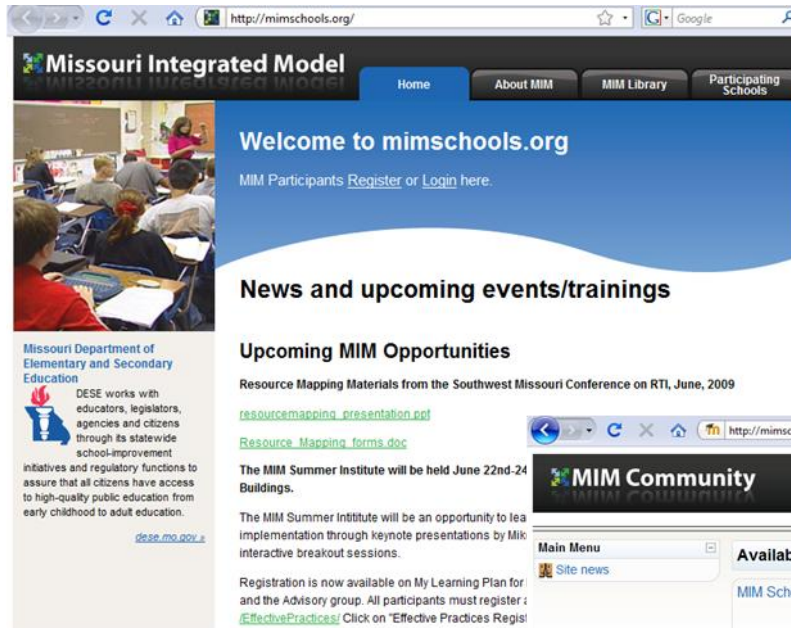 http://mimschools.org/
Google
Missouri Integrated Model
Home
About MIM
MIM Library
Participating
Schools
Welcome to mimschools.org
MIM Participants Register or Login here.
News and upcoming events/trainings
Missouri Department of
Elementary and Secondary
Education
DESE works with
educators, legislators,
agencies and citizens
through its statewide
school-improvement
initiatives and regulatory functions to
assure that all citizens have access
to high-quality public education from
early childhood to adult education.
dese.mo.gov »
Upcoming MIM Opportunities
Resource Mapping Materials from the Southwest Missouri Conference on RTI, June, 2009
resourcemapping_presentation.ppt
Resource_Mapping_forms.doc
The MIM Summer Institute will be held June 22nd-24
Buildings.
The MIM Summer Intititute will be an opportunity to lea
implementation through keynote presentations by Mik
interactive breakout sessions.
Registration is now available on My Learning Plan for
and the Advisory group. All participants must register a
/EffectivePractices/ Click on "Effective Practices Regist
http://mimsc
MIM Community
Main Menu
Site news
Availab
MIM Sch